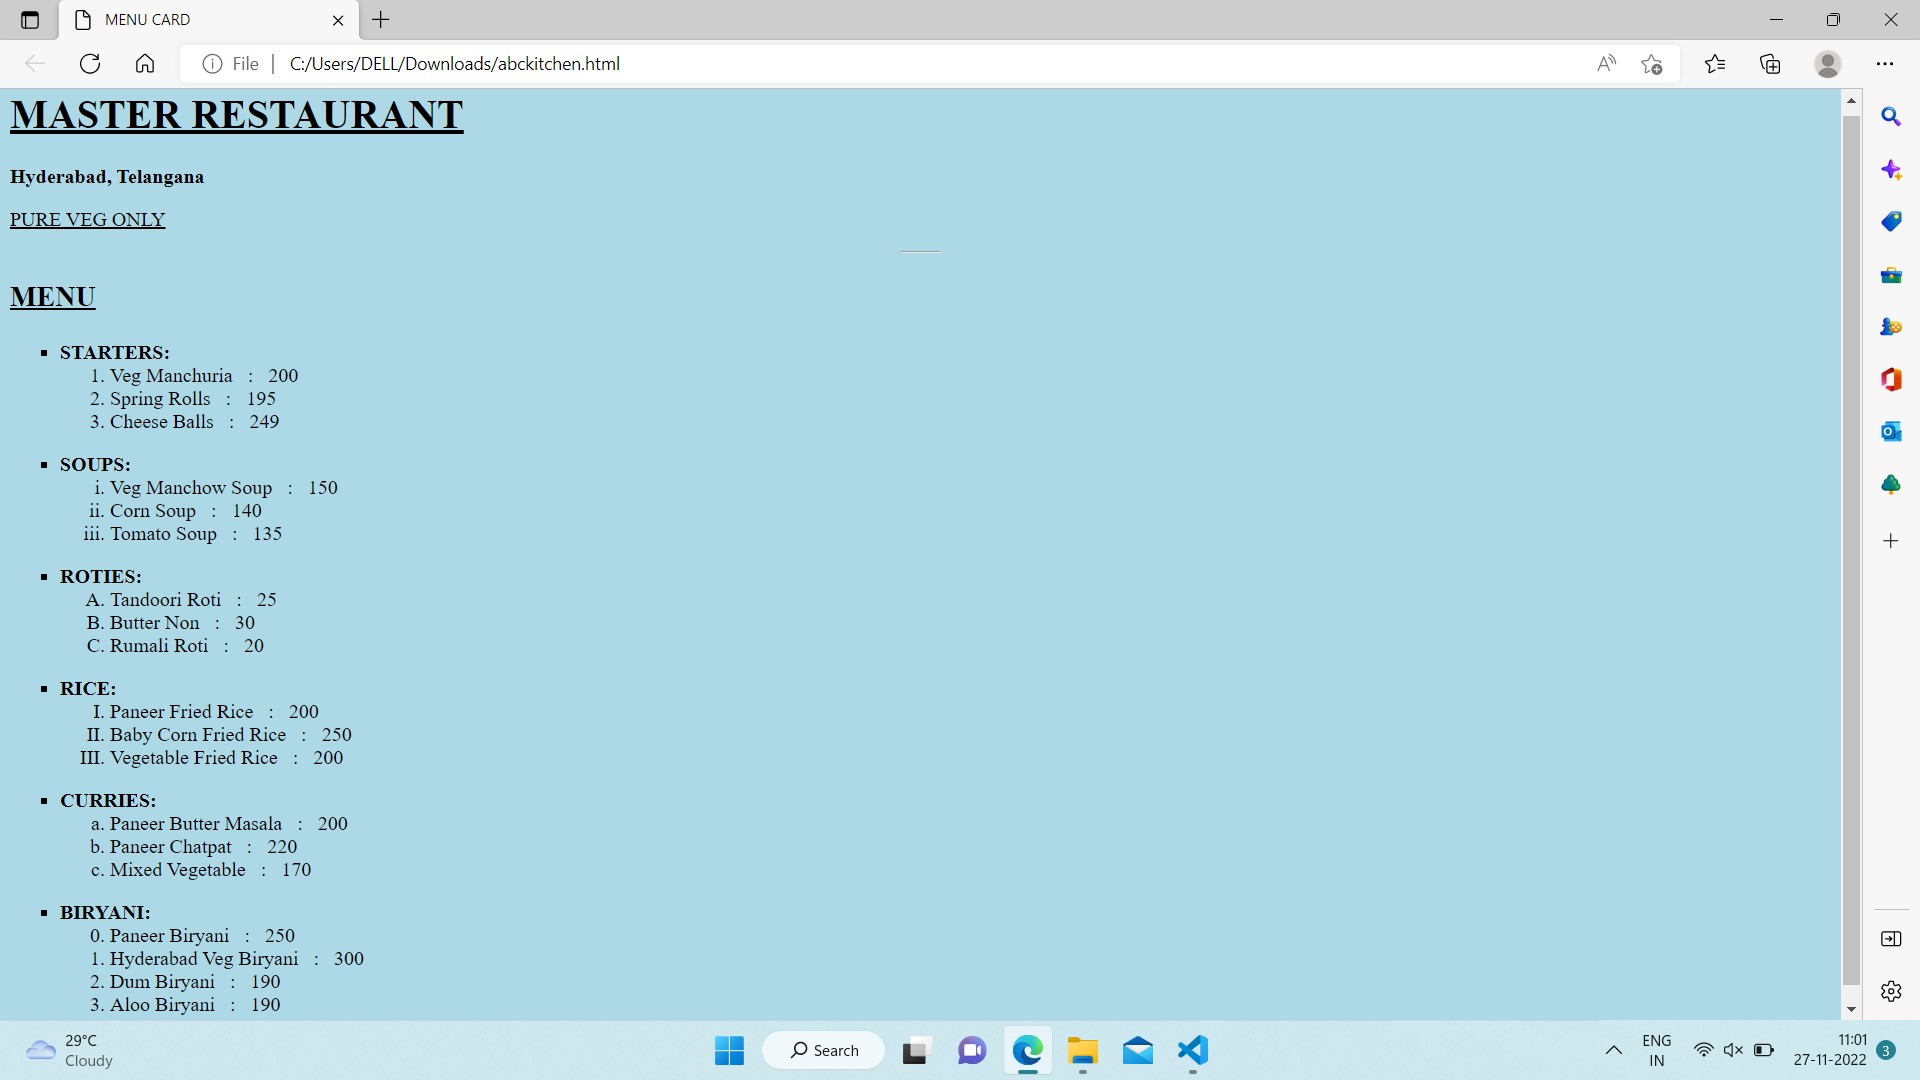 MENU CARD
File
C:/Users/DELL/Downloads/abckitchen.html
MASTER RESTAURANT
Hyderabad, Telangana
PURE VEG ONLY
MENU
▪ STARTERS:
1. Veg Manchuria : 200
2. Spring Rolls : 195
3. Cheese Balls : 249
▪ SOUPS:
i. Veg Manchow Soup : 150
ii. Corn Soup : 140
iii. Tomato Soup : 135
▪ ROTIES:
A. Tandoori Roti : 25
B. Butter Non : 30
C. Rumali Roti : 20
▪ RICE:
I. Paneer Fried Rice : 200
II. Baby Corn Fried Rice : 250
III. Vegetable Fried Rice : 200
▪ CURRIES:
a. Paneer Butter Masala : 200
b. Paneer Chatpat : 220
c. Mixed Vegetable : 170
▪ BIRYANI:
0. Paneer Biryani : 250
1. Hyderabad Veg Biryani : 300
2. Dum Biryani : 190
3. Aloo Biryani : 190
29°C
Cloudy
Search
ENG
IN
11:01
27-11-2022
3